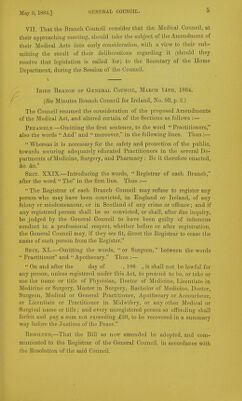 May 3, 1864.] GENERAL COUNCIL. 5
VII. That the Branch Council consider that the Medical Council, at
their approaching meeting, should take the subject of the Amendment of
their Medical Acts into early consideration, with a view to their sub-
mitting the result of their deliberations regarding it should they
receive that legislation is called for; to the Secretary of the Home
Department, during the Session of the Council.
IRISH BRANCH OF GENERAL COUNCIL, MARCH 14TH, 1864.
(See Minutes Branch Council for Ireland, No. 10, p. 2.)
The Council resumed the consideration of the proposed Amendments
of the Medical Act, and altered certain of the Sections as follows :—
PREAMBLE.—Omitting the first sentence, to the word “Practitioners,”
also the words “And” and “moreover,” in the following lines. Thus :—
“Whereas it is necessary for the safety and protection of the public,
towards securing adequately educated Practitioners in the several De-
partments of Medicine, Surgery, and Pharmacy: Be it therefore enacted,
&c. &c.”
SECT. XXIX.—Introducing the words, “Registrar of each Branch,”
after the word “The” in the first line. Thus :—
“The Registrar of each Branch Council may refuse to register any
person who may have been convicted, in England or Ireland, of any
felony or misdemeanour, or in Scotland of any crime or offence; and if
any registered person shall be so convicted, or shall, after due inquiry,
be judged by the General Council to have been guilty of infamous
conduct in a professional respect, whether before or after registration,
the General Council may, if they see fit, direct the Registrar to erase the
name of such person from the Register.”
SECT. XL.—Omitting the words, “or Surgeon,” between the words
“Practitioner” and “Apothecary.” Thus :—
“On and after the day of , 186 , it shall not be lawful for
any person, unless registered under this Act, to pretend to be, or take or
use the name or title of Physician, Doctor of Medicine, Licentiate in
Medicine or Surgery, Master in Surgery, Bachelor of Medicine, Doctor,
Surgeon, Medical or General Practitioner, Apothecary or Accoucheur,
or Licentiate or Practitioner in Midwifery, or any other Medical or
Surgical name or title; and every unregistered person so offending shall
forfeit and pay a sum not exceeding £20, to be recovered in a summary
way before the Justices of the Peace.”
RESOLVED,—That the Bill as now amended be adopted, and com-
municated to the Registrar of the General Council, in accordance with
the Resolution of the said Council.